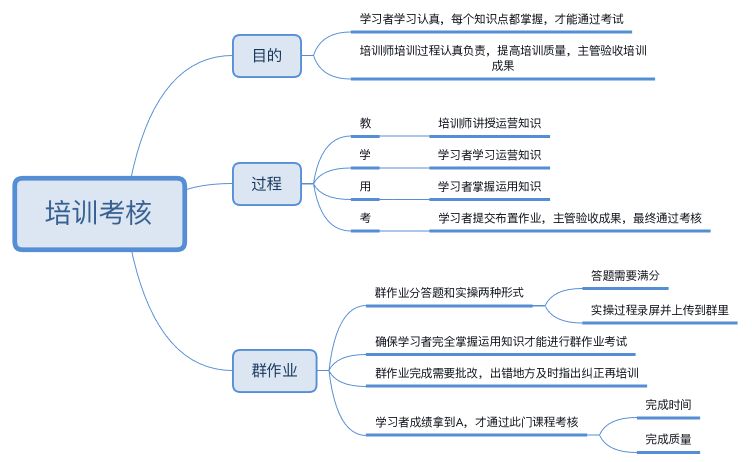 培训考核
目的
学习者学习认真，每个知识点都掌握，才能通过考试
培训师培训过程认真负责，提高培训质量，主管验收培训
成果
过程
教
培训师讲授运营知识
学
学习者学习运营知识
用
学习者掌握运用知识
考
学习者提交布置作业，主管验收成果，最终通过考核
群作业
群作业分答题和实操两种形式
答题需要满分
实操过程录屏并上传到群里
确保学习者完全掌握运用知识才能进行群作业考试
群作业完成需要批改，出错地方及时指出纠正再培训
学习者成绩拿到A，才通过此门课程考核
完成时间
完成质量